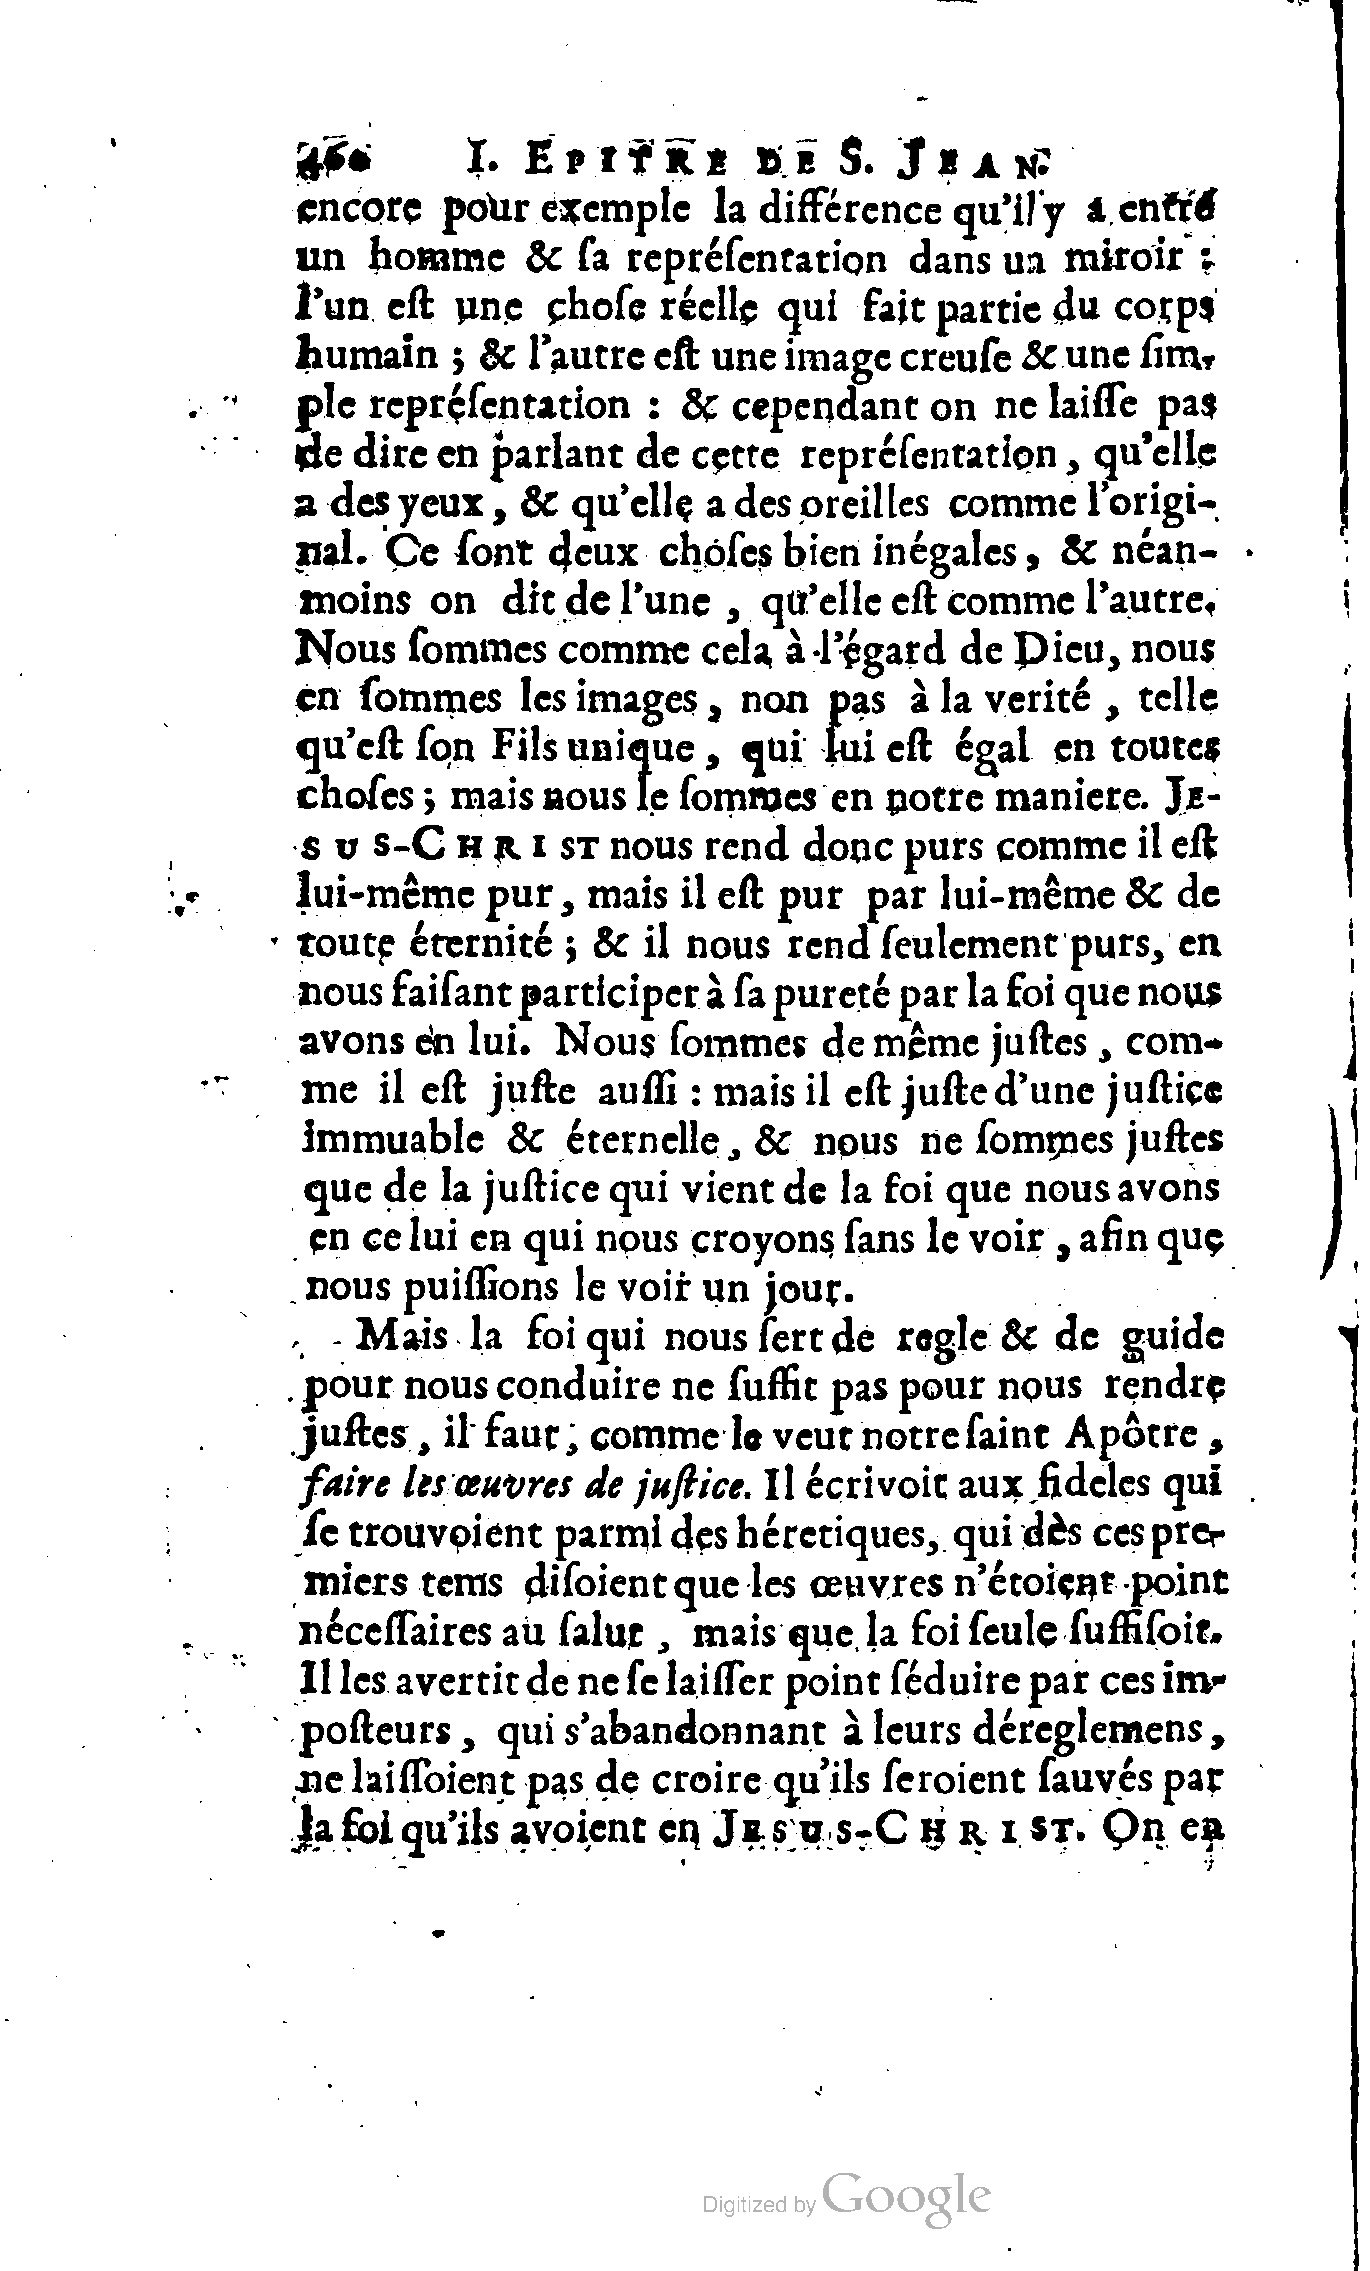 460 I. EPITRE DE S. JEAN.
encore pour exemple la différence qu'il y a entre
un homme & ſa repréſentation dans un miroir :
l'un eſt une choſe réelle qui fait partie du corps
humain ; & l'autre eſt une image creuſe & une ſim-
ple repréſentation : & cependant on ne laiſſe pas
de dire en parlant de cette repréſentation, qu'elle
a des yeux, & qu'elle a des oreilles comme l'origi-
nal. Ce ſont deux choſes bien inégales, & néan-
moins on dit de l'une, qu'elle eſt comme l'autre.
Nous ſommes comme cela à l'égard de Dieu, nous
en ſommes les images, non pas à la verité, telle
qu'eſt ſon Fils unique, qui lui eſt égal en toutes
choſes ; mais nous le ſommes en notre maniere. JE-
SUS-CHRIST nous rend donc purs comme il eſt
lui-même pur, mais il eſt pur par lui-même & de
toute éternité ; & il nous rend ſeulement purs, en
nous faiſant participer à ſa pureté par la foi que nous
avons en lui. Nous ſommes de même juſtes, com-
me il eſt juſte auſſi : mais il eſt juſte d'une juſtice
immuable & éternelle, & nous ne ſommes juſtes
que de la juſtice qui vient de la foi que nous avons
en celui en qui nous croyons ſans le voir, afin que
nous puiſſions le voir un jour.
Mais la foi qui nous ſert de regle & de guide
pour nous conduire ne ſuffit pas pour nous rendre
juſtes, il faut, comme le veut notre ſaint Apôtre,
faire les œuvres de juſtice. Il écrivoit aux fideles qui
ſe trouvoient parmi des héretiques, qui dès ces pre-
miers tems diſoient que les œuvres n'étoient point
néceſſaires au ſalut, mais que la foi ſeule ſuffiſoit.
Il les avertit de ne ſe laiſſer point ſéduire par ces im-
poſteurs, qui s'abandonnant à leurs déreglemens,
ne laiſſoient pas de croire qu'ils ſeroient ſauvés par
la foi qu'ils avoient en JESUS-CHRIST. On en
Digitized by Google